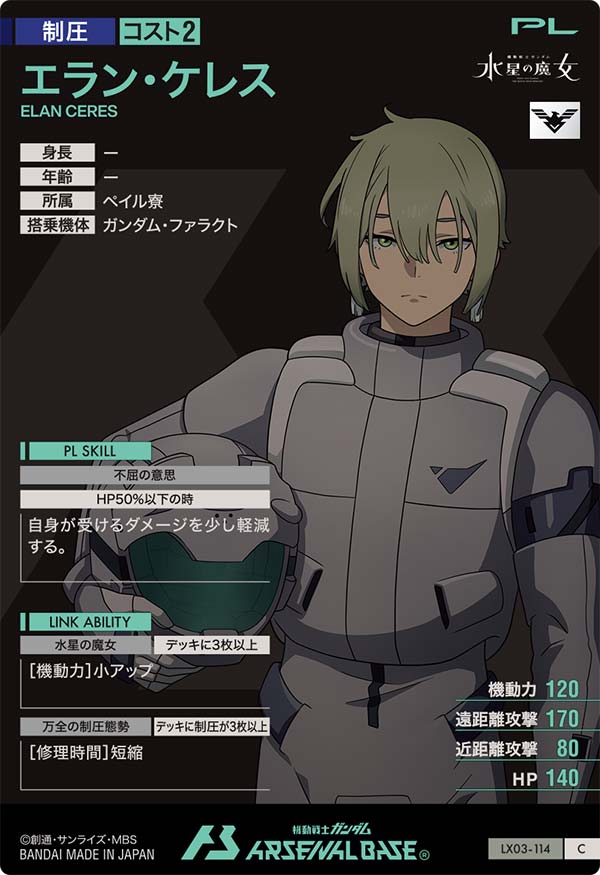 制圧 コスト2
PL
エラン・ケレス
ELAN CERES
機動戦士ガンダム
水星の魔女
身長 ー
年齢 ー
所属 ペイル寮
搭乗機体 ガンダム・ファラクト
PL SKILL
不屈の意思
HP50%以下の時
自身が受けるダメージを少し軽減
する。
LINK ABILITY
水星の魔女 デッキに3枚以上
[機動力]小アップ
万全の制圧態勢 デッキに制圧が3枚以上
[修理時間]短縮
機動力 120
遠距離攻撃 170
近距離攻撃 80
HP 140
©創通・サンライズ・MBS
BANDAI MADE IN JAPAN
機動戦士ガンダム
ARSENAL BASE®
LX03-114 C